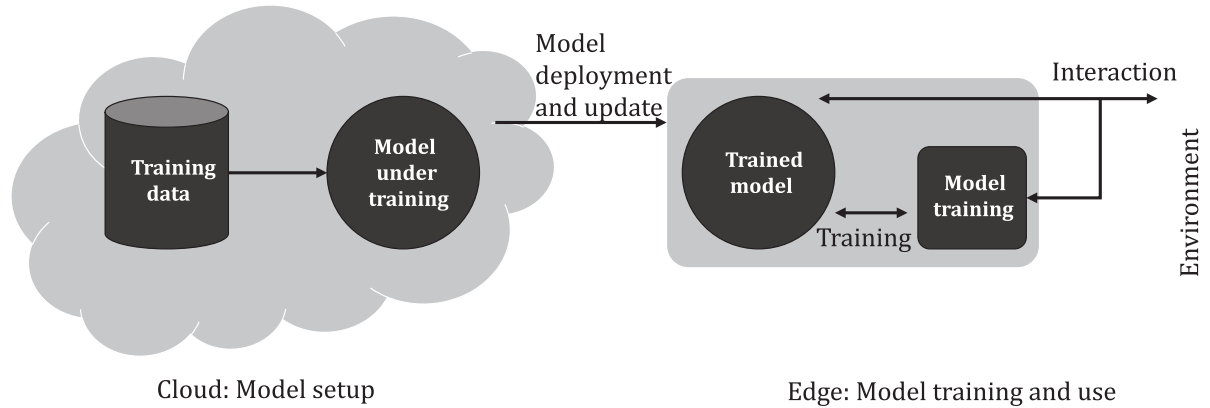 Model
deployment
and update
Interaction
Training
data
Model
under
training
Trained
model
Model
training
Training
Environment
Cloud: Model setup
Edge: Model training and use